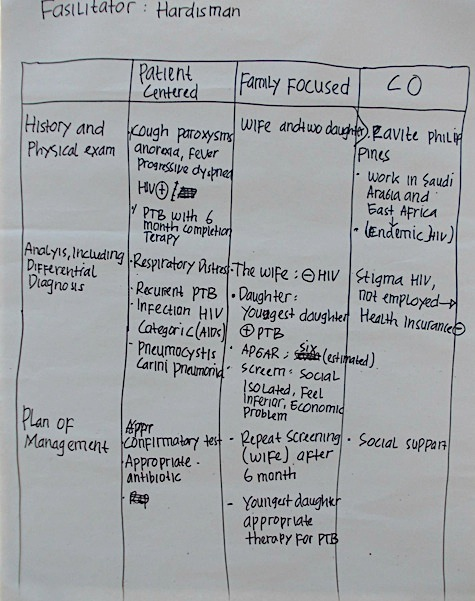 Fasilitator : Hardisman
Patient Centered
Family Focused
CO
History and
Physical exam
Cough paroxysms
anorexia, fever
progressive dyspnea
HIV ⊕
PTB with 6
month completion
Terapy
Wife and two daughter
Cavite Philip
Pines
· Work in Saudi
Arabia and
East Africa
↓
· (Endemic HIV)
Analysis, Including
Differential
Diagnosis
· Respiratory Distress
· Recurent PTB
· Infection HIV
Categoric (AIDS)
· Pneumocystis
Carini pneumonia
· The wife : ⊖ HIV
· Daughter :
Youngest daughter
⊕ PTB
· APGAR : six (estimated)
· Screem : Social
Isolated, Feel
Inferior, Economic
Problem
Stigma HIV,
not employed →
Health Insurance ⊖
Plan of
Management
Appr
Confirmatory test
· Appropriate
antibiotic
- Repeat Screening
(Wife) after
6 month
- Youngest daughter
appropriate
therapy for PTB
· Social support